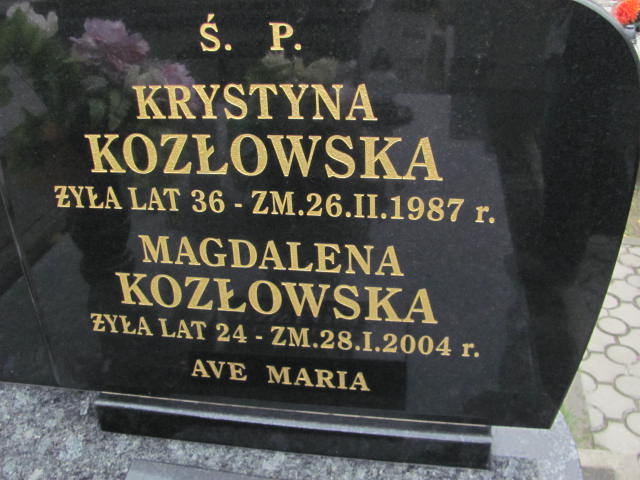 Ś. P.
KRYSTYNA
KOZŁOWSKA
ŻYŁA LAT 36 - ZM.26.II.1987 r.
MAGDALENA
KOZŁOWSKA
ŻYŁA LAT 24 - ZM.28.I.2004 r.
AVE MARIA